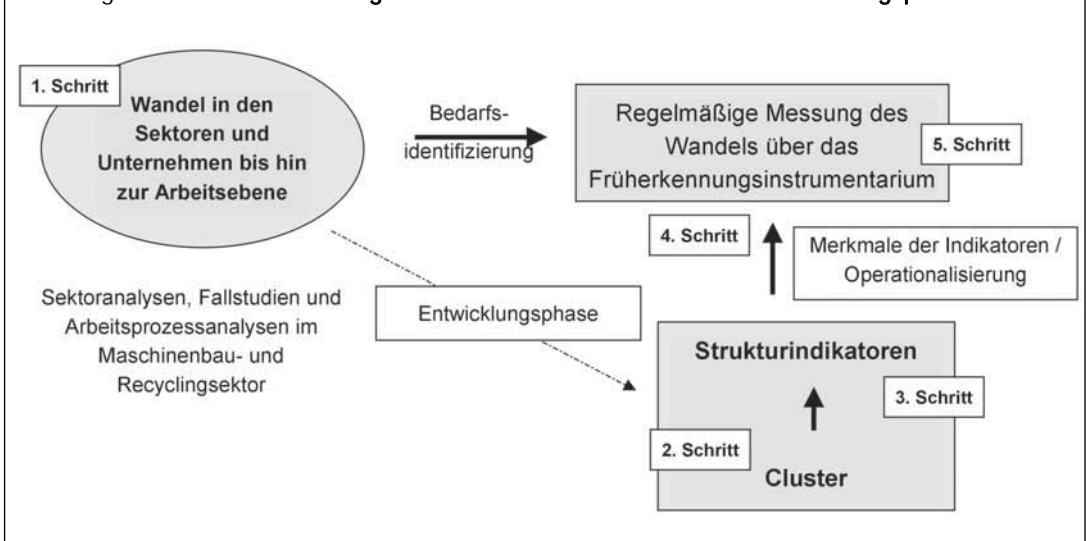 1. Schritt
Wandel in den
Sektoren und
Unternehmen bis hin
zur Arbeitsebene
Bedarfs-
identifizierung
Regelmäßige Messung des
Wandels über das
Früherkennungsinstrumentarium
5. Schritt
4. Schritt
Merkmale der Indikatoren /
Operationalisierung
Sektoranalysen, Fallstudien und
Arbeitsprozessanalysen im
Maschinenbau- und
Recyclingsektor
Entwicklungsphase
Strukturindikatoren
3. Schritt
2. Schritt
Cluster